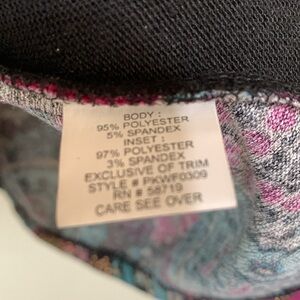 BODY :
95% POLYESTER
5% SPANDEX
INSET :
97% POLYESTER
3% SPANDEX
EXCLUSIVE OF TRIM
STYLE # PKWF0309
RN # 58719
CARE SEE OVER